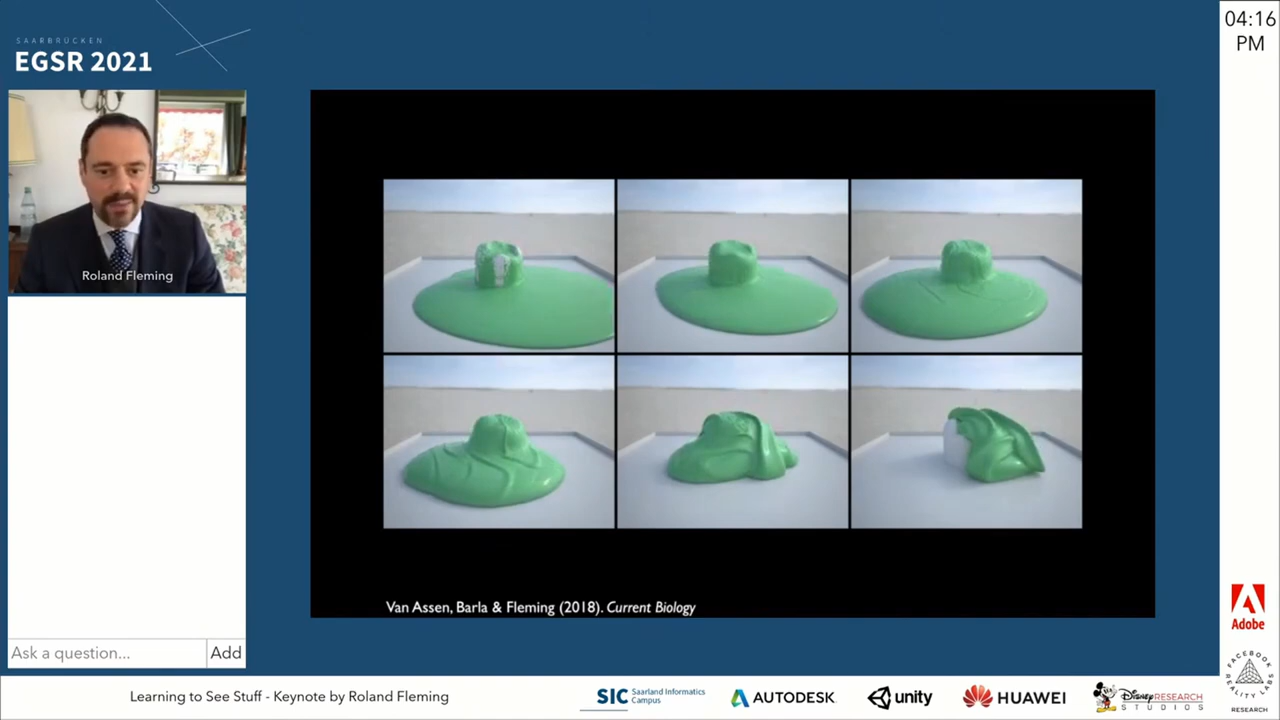 SAARBRÜCKEN
EGSR 2021
04:16
PM
Roland Fleming
Van Assen, Barla & Fleming (2018). Current Biology
Ask a question...
Add
Adobe
FACEBOOK
REALITY LABS
RESEARCH
Learning to See Stuff - Keynote by Roland Fleming
SIC Saarland Informatics
Campus
AUTODESK
unity
HUAWEI
Disney RESEARCH
STUDIOS